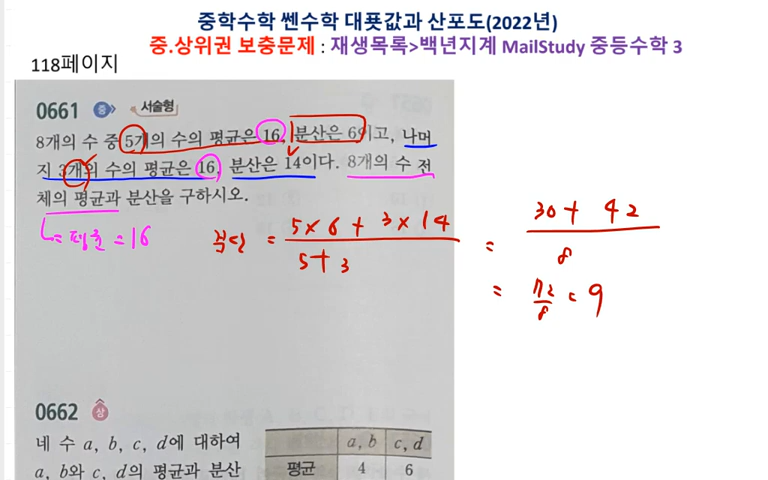 중학수학 쎈수학 대푯값과 산포도(2022년)
중.상위권 보충문제 : 재생목록>백년지계 MailStudy 중등수학 3
118페이지
0661 중 서술형
8개의 수 중 5개의 수의 평균은 16, 분산은 6이고, 나머
지 3개의 수의 평균은 16, 분산은 14이다. 8개의 수 전
체의 평균과 분산을 구하시오.
= 평균 = 16
분산 = (5×6 + 3×14)/(5+3) = (30 + 42)/8
= 72/8 = 9
0662 상
네 수 a, b, c, d에 대하여
a, b와 c, d의 평균과 분산
a, b c, d
평균 4 6